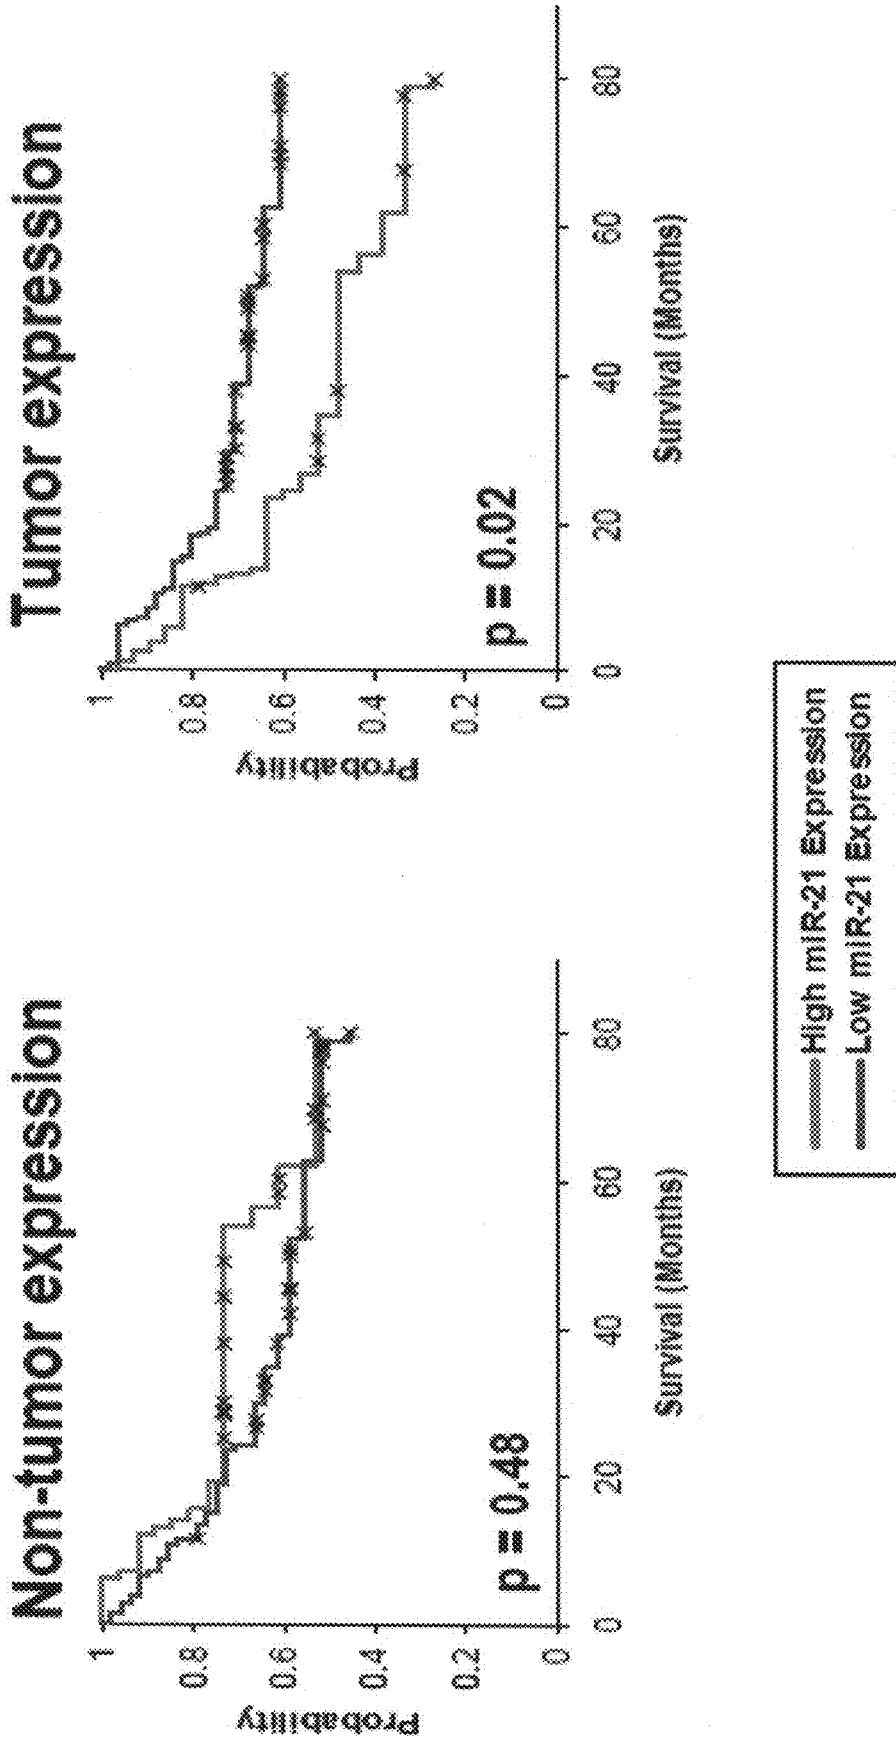 Non-tumor expression
Probability
1
0.8
0.6
0.4
0.2
0
p = 0.48
0 20 40 60 80
Survival (Months)
Tumor expression
Probability
1
0.8
0.6
0.4
0.2
0
p = 0.02
0 20 40 60 80
Survival (Months)
High miR-21 Expression
Low miR-21 Expression